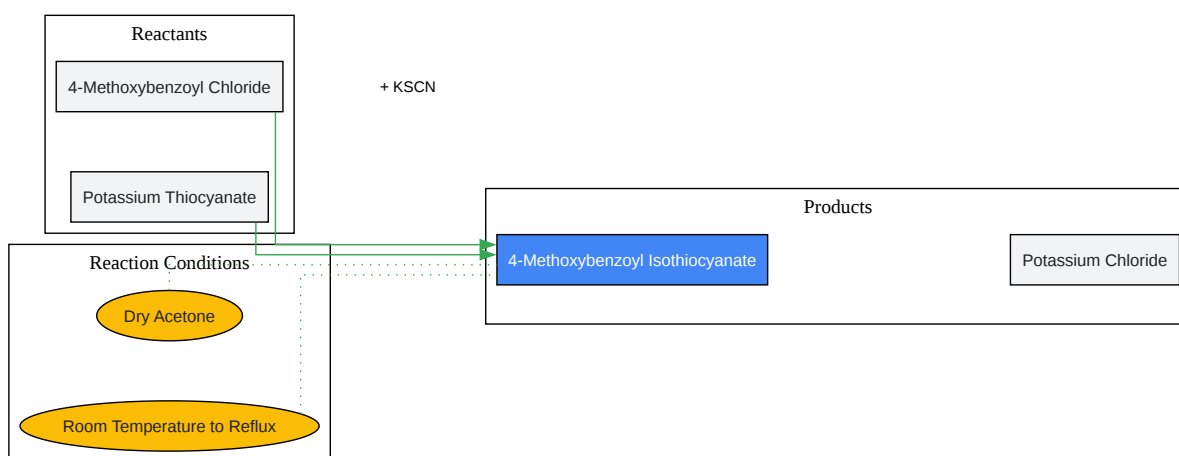 Reactants
4-Methoxybenzoyl Chloride
+ KSCN
Potassium Thiocyanate
Products
4-Methoxybenzoyl Isothiocyanate
Potassium Chloride
Reaction Conditions
Dry Acetone
Room Temperature to Reflux